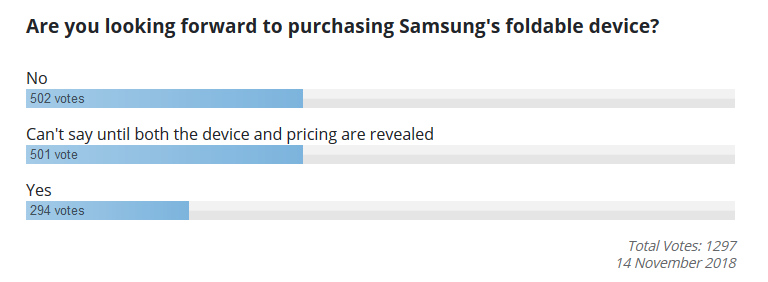 Are you looking forward to purchasing Samsung's foldable device?
No
502 votes
Can't say until both the device and pricing are revealed
501 vote
Yes
294 votes
Total Votes: 1297
14 November 2018